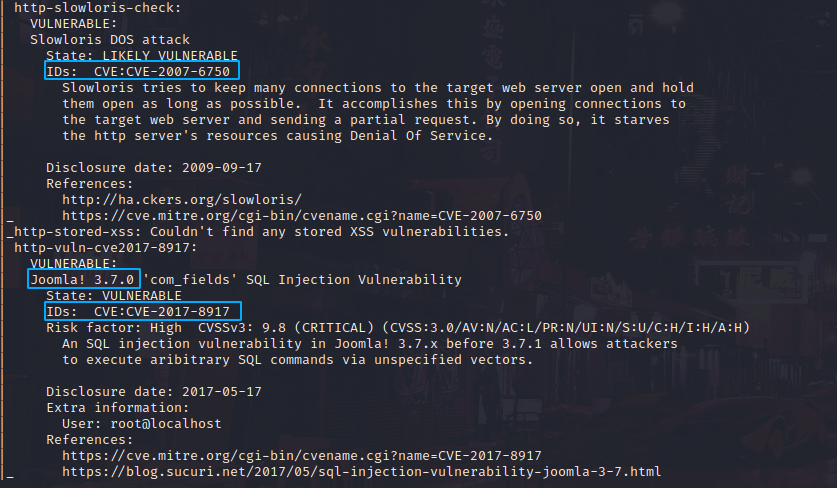 | http-slowloris-check:
|   VULNERABLE:
|   Slowloris DOS attack
|     State: LIKELY VULNERABLE
|     IDs:  CVE:CVE-2007-6750
|       Slowloris tries to keep many connections to the target web server open and hold
|       them open as long as possible.  It accomplishes this by opening connections to
|       the target web server and sending a partial request. By doing so, it starves
|       the http server's resources causing Denial Of Service.
|
|     Disclosure date: 2009-09-17
|     References:
|       http://ha.ckers.org/slowloris/
|_      https://cve.mitre.org/cgi-bin/cvename.cgi?name=CVE-2007-6750
|_http-stored-xss: Couldn't find any stored XSS vulnerabilities.
| http-vuln-cve2017-8917:
|   VULNERABLE:
|   Joomla! 3.7.0 'com_fields' SQL Injection Vulnerability
|     State: VULNERABLE
|     IDs:  CVE:CVE-2017-8917
|     Risk factor: High  CVSSv3: 9.8 (CRITICAL) (CVSS:3.0/AV:N/AC:L/PR:N/UI:N/S:U/C:H/I:H/A:H)
|       An SQL injection vulnerability in Joomla! 3.7.x before 3.7.1 allows attackers
|       to execute aribitrary SQL commands via unspecified vectors.
|
|     Disclosure date: 2017-05-17
|     Extra information:
|       User: root@localhost
|     References:
|       https://cve.mitre.org/cgi-bin/cvename.cgi?name=CVE-2017-8917
|_      https://blog.sucuri.net/2017/05/sql-injection-vulnerability-joomla-3-7.html